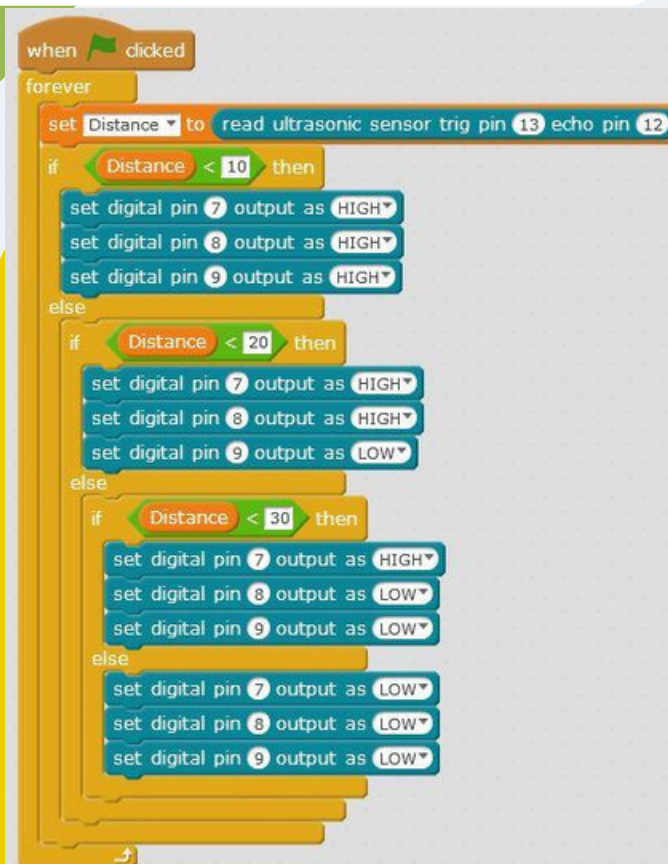 when clicked
forever
set Distance to read ultrasonic sensor trig pin 13 echo pin 12
if Distance < 10 then
set digital pin 7 output as HIGH
set digital pin 8 output as HIGH
set digital pin 9 output as HIGH
else
if Distance < 20 then
set digital pin 7 output as HIGH
set digital pin 8 output as HIGH
set digital pin 9 output as LOW
else
if Distance < 30 then
set digital pin 7 output as HIGH
set digital pin 8 output as LOW
set digital pin 9 output as LOW
else
set digital pin 7 output as LOW
set digital pin 8 output as LOW
set digital pin 9 output as LOW